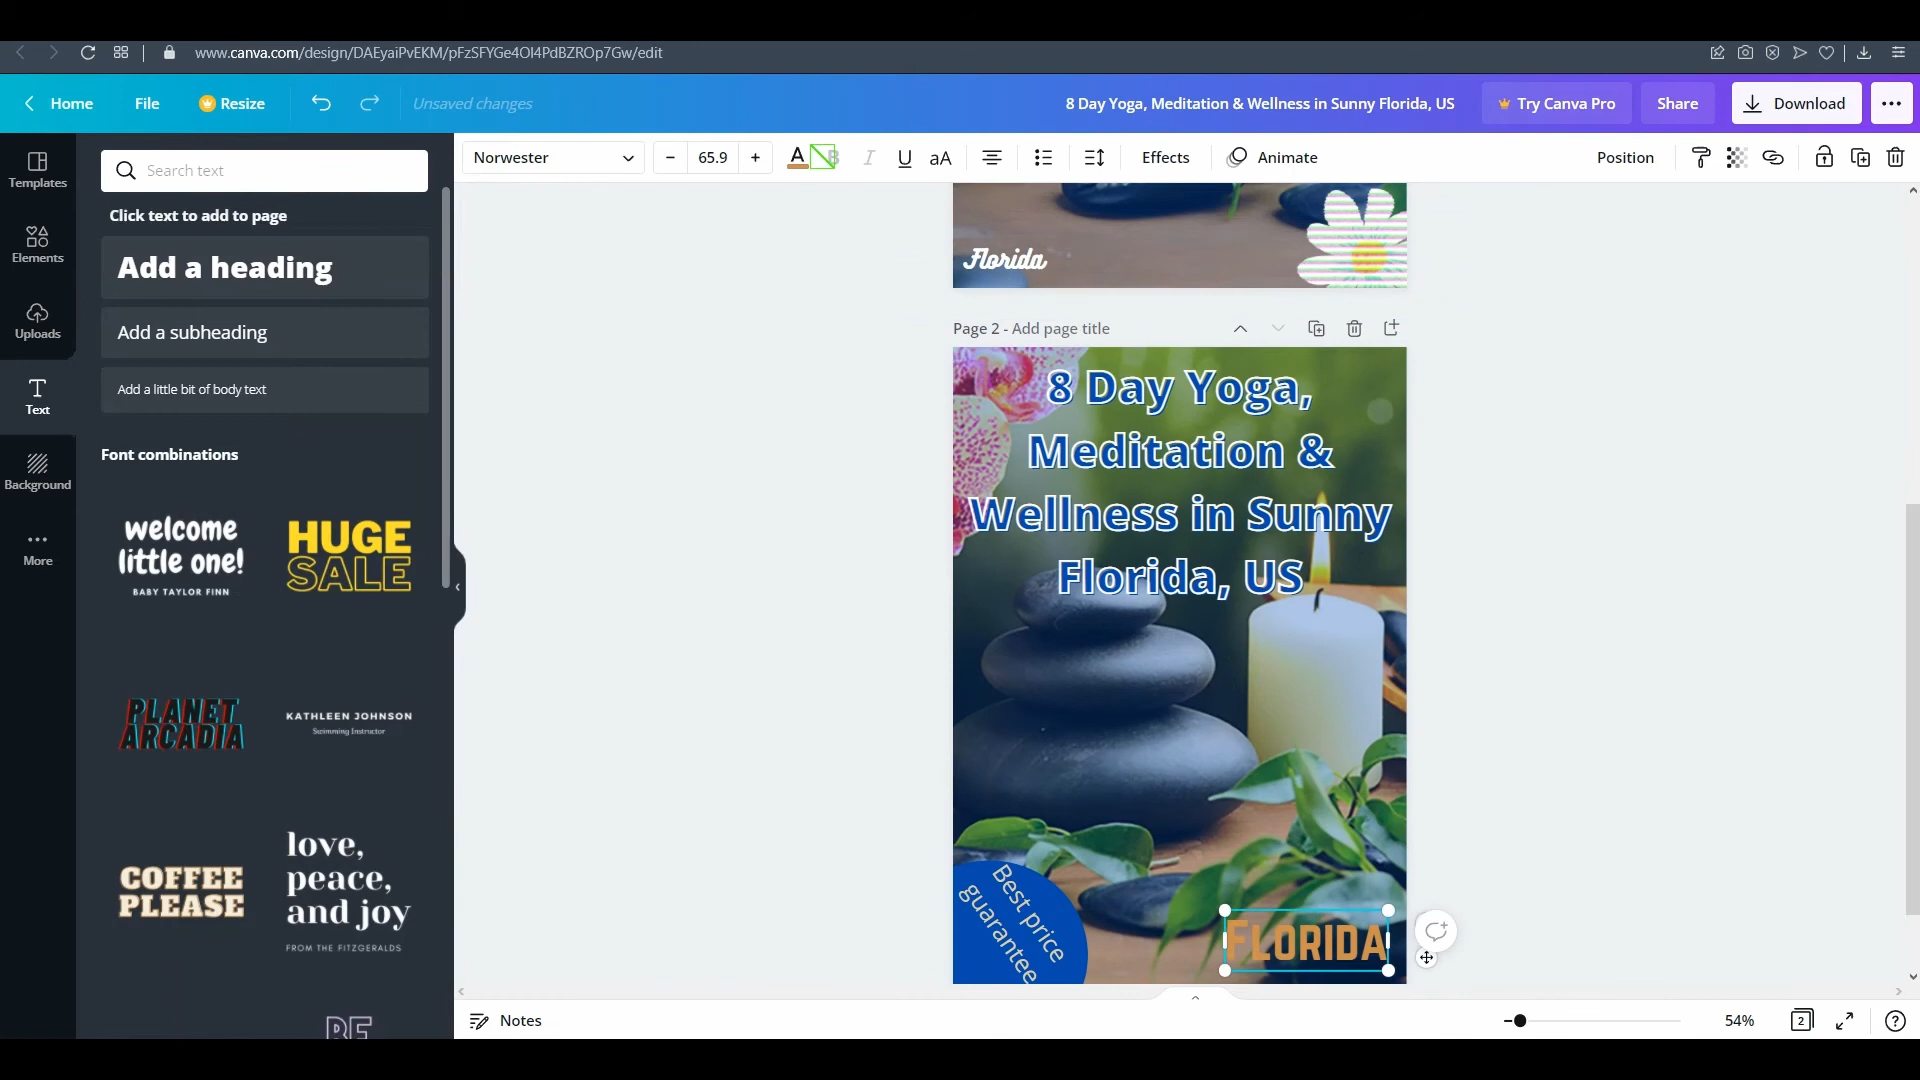 www.canva.com/design/DAEyaiPvEKM/pFzSFYGe4Ol4PdBZROp7Gw/edit
Home File Resize Unsaved changes 8 Day Yoga, Meditation & Wellness in Sunny Florida, US Try Canva Pro Share Download
Norwester 65.9 A B I U aA Effects Animate Position
Templates
Elements
Uploads
Text
Background
More
Search text
Click text to add to page
Add a heading
Add a subheading
Add a little bit of body text
Font combinations
welcome
little one!
BABY TAYLOR FINN
HUGE
SALE
PLANET
ARCADIA
KATHLEEN JOHNSON
Swimming Instructor
COFFEE
PLEASE
love,
peace,
and joy
FROM THE FITZGERALDS
BE
Florida
Page 2 - Add page title
8 Day Yoga,
Meditation &
Wellness in Sunny
Florida, US
Best price
guarantee
FLORIDA
Notes 54% 2 ?